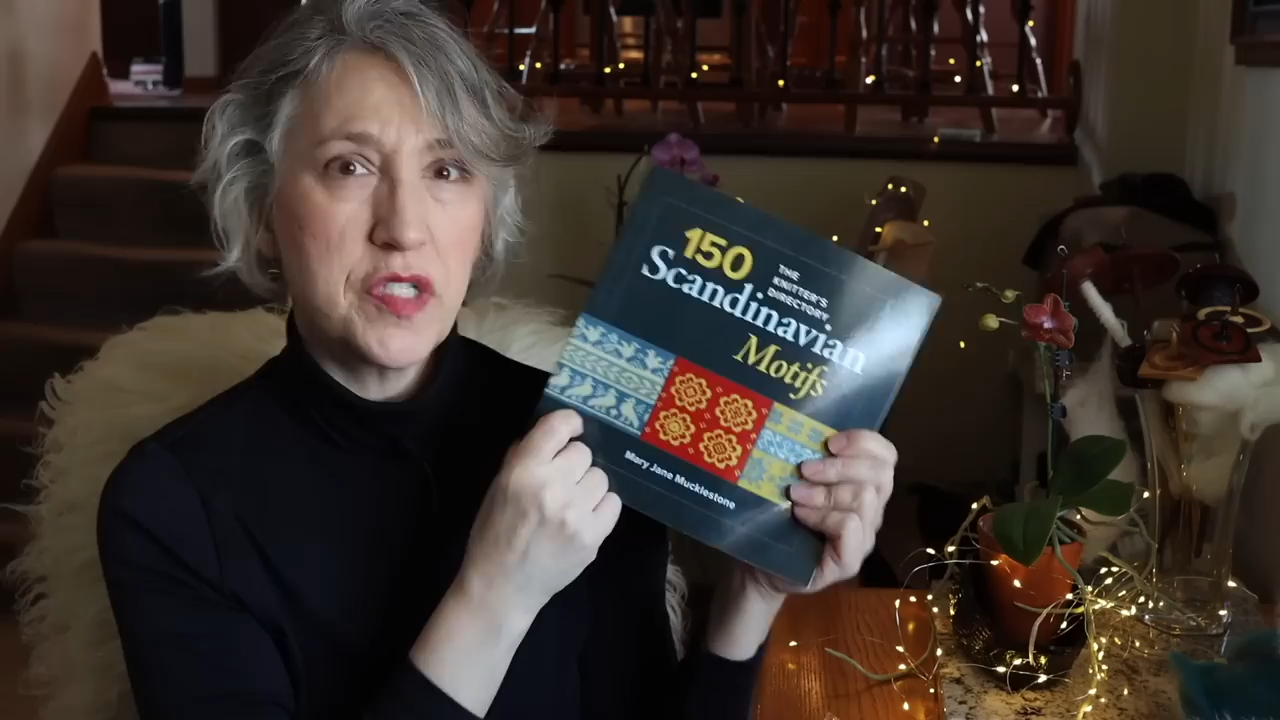 150
THE
KNITTER'S
DIRECTORY
Scandinavian
Motifs
Mary Jane Mucklestone